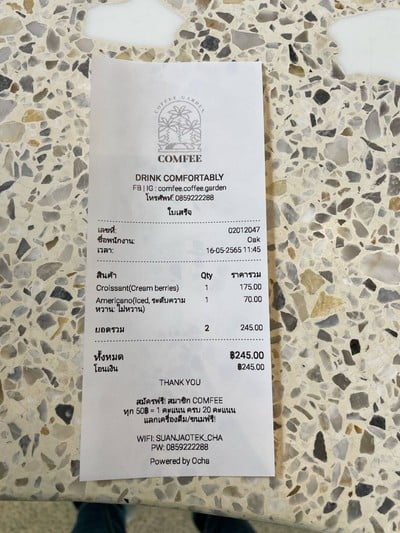 COFFEE GARDEN
COMFEE
DRINK COMFORTABLY
FB | IG : comfee.coffee.garden
โทรศัพท์: 0859222288
ใบเสร็จ
เลขที่: 02012047
ชื่อพนักงาน: Oak
เวลา: 16-05-2565 11:45
สินค้า Qty ราคารวม
Croissant(Cream berries) 1 175.00
Americano(Iced, ระดับความ 1 70.00
หวาน: ไม่หวาน)
ยอดรวม 2 245.00
ทั้งหมด ฿245.00
โอนเงิน ฿245.00
THANK YOU
สมัครฟรี! สมาชิก COMFEE
ทุก 50฿ = 1 คะแนน ครบ 20 คะแนน
แลกเครื่องดื่ม/ขนมฟรี!
WIFI: SUANJAOTEK_CHA
PW: 0859222288
Powered by Ocha